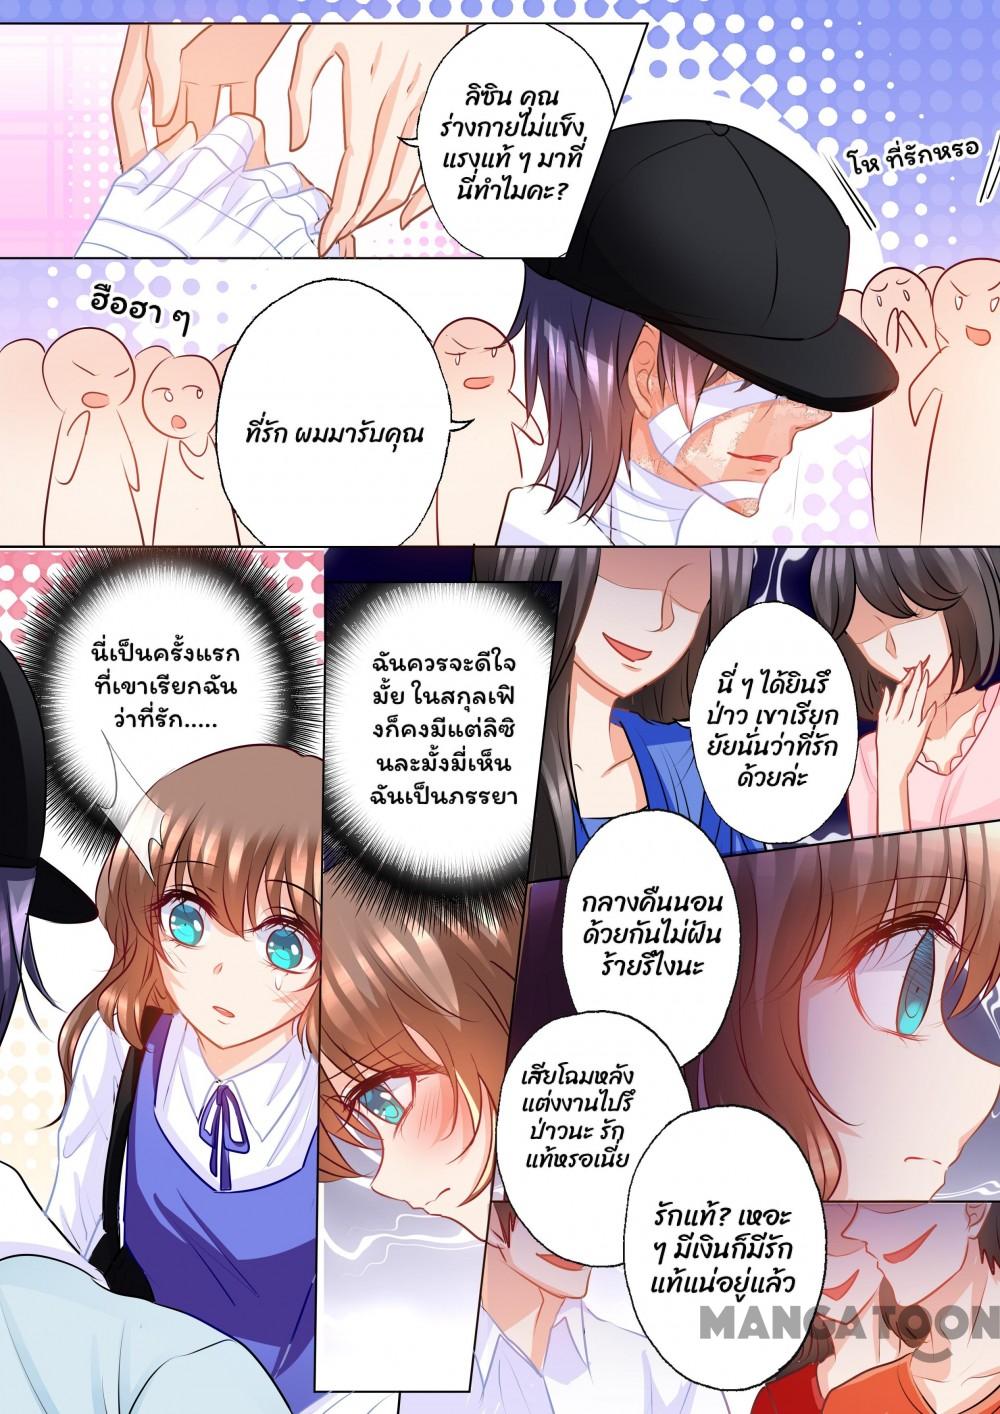 ลิซิน คุณ
ร่างกายไม่แข็ง
แรงแท้ ๆ มาที่
นี่ทำไมคะ?
โห ที่รักหรอ
ฮือฮา ๆ
ที่รัก ผมมารับคุณ
นี่เป็นครั้งแรก
ที่เขาเรียกฉัน
ว่าที่รัก.....
ฉันควรจะดีใจ
มั้ย ในสกุลเฟิ
งก็คงมีแต่ลิซิ
นละมั้งมี่เห็น
ฉันเป็นภรรยา
นี่ ๆ ได้ยินรึ
ป่าว เขาเรียก
ยัยนั่นว่าที่รัก
ด้วยล่ะ
กลางคืนนอน
ด้วยกันไม่ฝัน
ร้ายรึไงนะ
เสียโฉมหลัง
แต่งงานไปรึ
ป่าวนะ รัก
แท้หรอเนี่ย
รักแท้? เหอะ
ๆ มีเงินก็มีรัก
แท้แน่อยู่แล้ว
MANGATOON